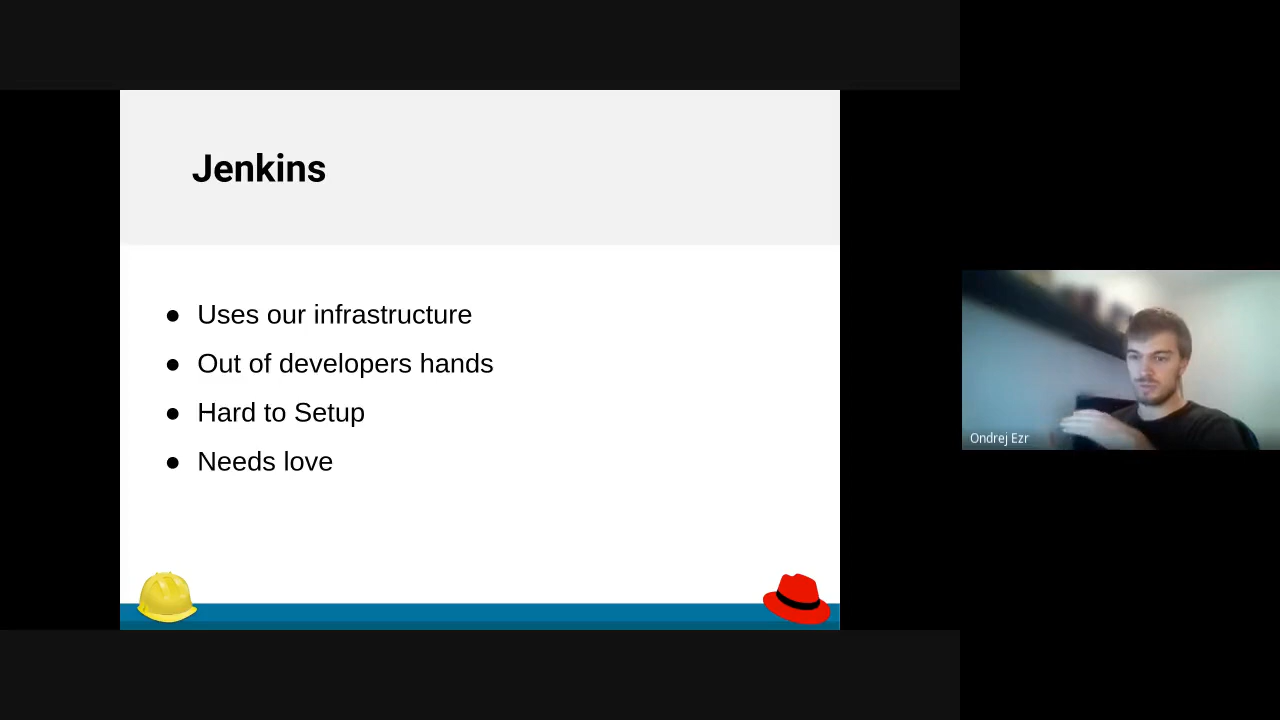 Jenkins
Uses our infrastructure
Out of developers hands
Hard to Setup
Needs love
Ondrej Ezr